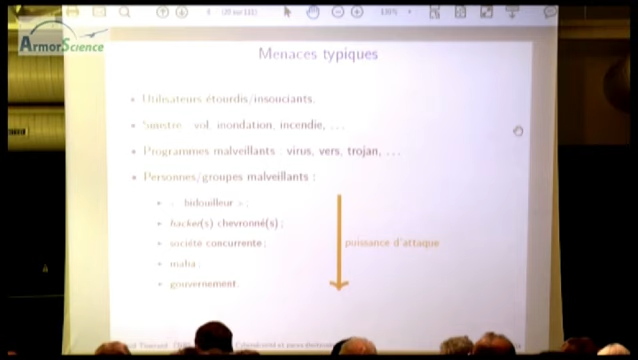 ArmorScience
130%
Menaces typiques
• Utilisateurs étourdis/insouciants.
• Sinistre : vol, inondation, incendie, ...
• Programmes malveillants : virus, vers, trojan, ...
• Personnes/groupes malveillants :
• « bidouilleur » ;
• hacker(s) chevronné(s) ;
• société concurrente ;
puissance d'attaque
• mafia ;
• gouvernement.